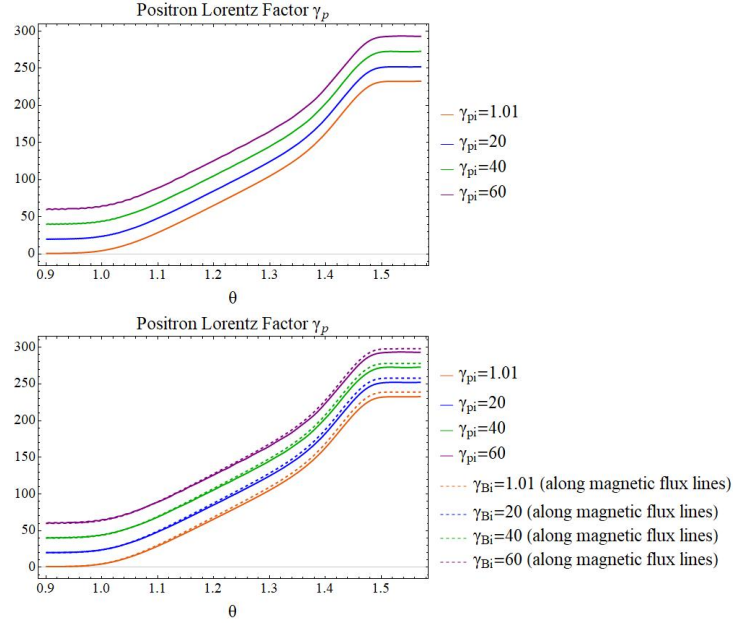 Positron Lorentz Factor γp
300
250
200
150
100
50
0
0.9 1.0 1.1 1.2 1.3 1.4 1.5
θ
γpi=1.01
γpi=20
γpi=40
γpi=60
Positron Lorentz Factor γp
300
250
200
150
100
50
0
0.9 1.0 1.1 1.2 1.3 1.4 1.5
θ
γpi=1.01
γpi=20
γpi=40
γpi=60
γBi=1.01 (along magnetic flux lines)
γBi=20 (along magnetic flux lines)
γBi=40 (along magnetic flux lines)
γBi=60 (along magnetic flux lines)